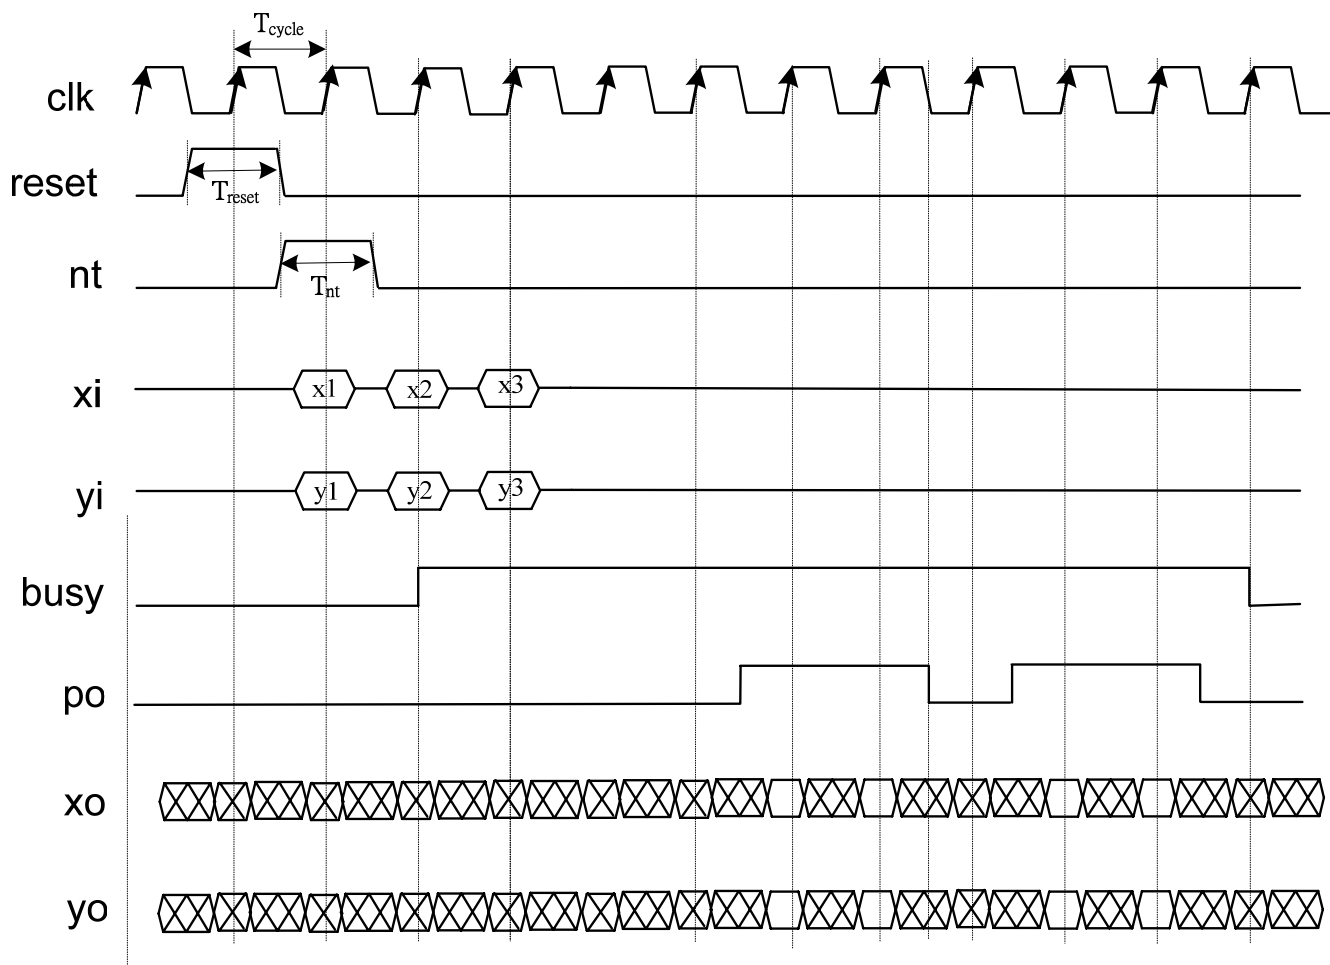 Tcycle
clk
reset
Treset
nt
Tnt
xi x1 x2 x3
yi y1 y2 y3
busy
po
xo
yo